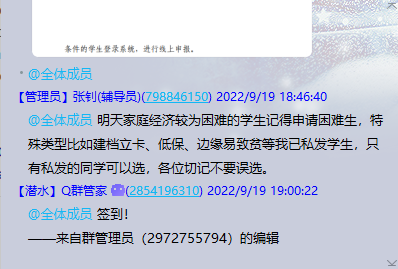 条件的学生登录系统，进行线上申报。
@全体成员
【管理员】张钊(辅导员)(798846150) 2022/9/19 18:46:40
@全体成员 明天家庭经济较为困难的学生记得申请困难生，特
殊类型比如建档立卡、低保、边缘易致贫等我已私发学生，只
有私发的同学可以选，各位切记不要误选。
【潜水】Q群管家 (2854196310) 2022/9/19 19:00:22
@全体成员 签到!
——来自群管理员（2972755794）的编辑